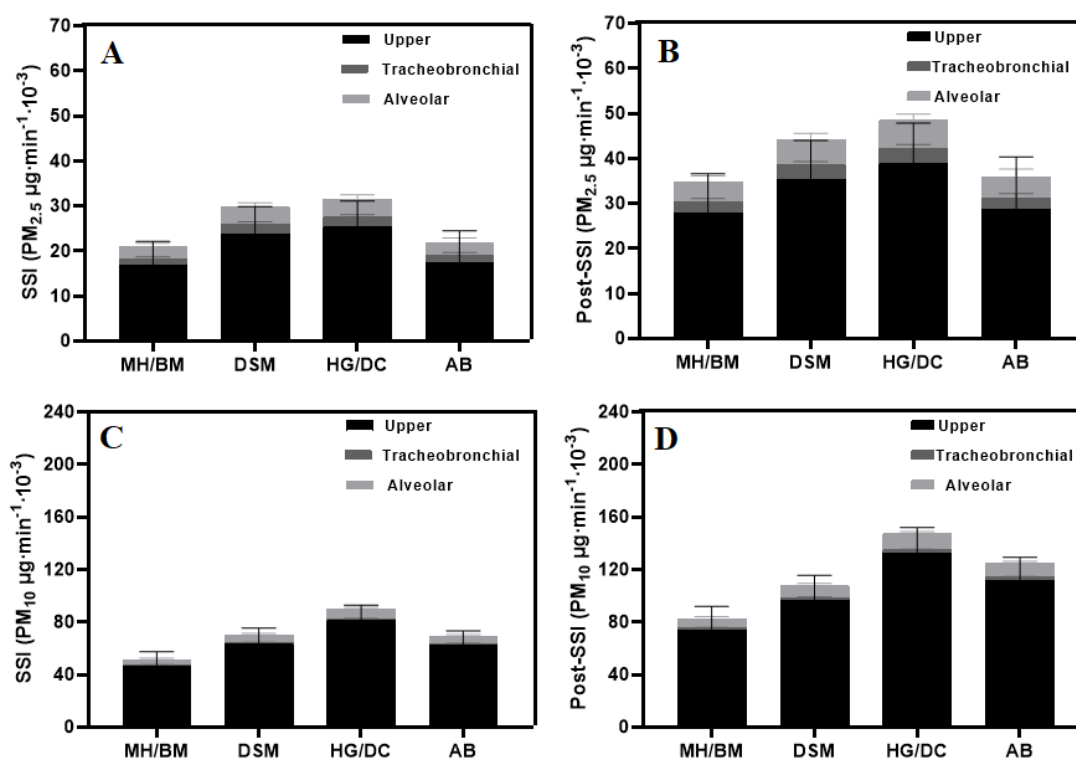 A
Upper
Tracheobronchial
Alveolar
SSI (PM2.5 µg·min-1·10-3)
70
60
50
40
30
20
10
0
MH/BM DSM HG/DC AB
B
Upper
Tracheobronchial
Alveolar
Post-SSI (PM2.5 µg·min-1·10-3)
70
60
50
40
30
20
10
0
MH/BM DSM HG/DC AB
C
Upper
Tracheobronchial
Alveolar
SSI (PM10 µg·min-1·10-3)
240
200
160
120
80
40
0
MH/BM DSM HG/DC AB
D
Upper
Tracheobronchial
Alveolar
Post-SSI (PM10 µg·min-1·10-3)
240
200
160
120
80
40
0
MH/BM DSM HG/DC AB